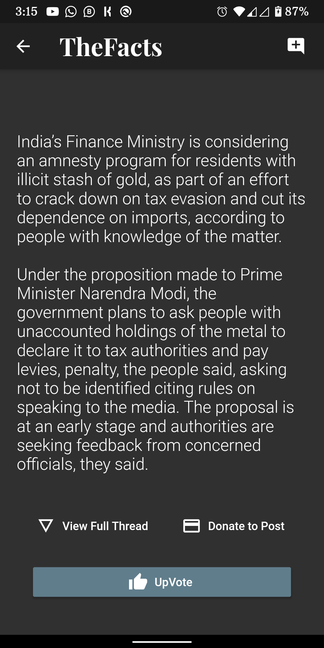 3:15 87%
TheFacts
India's Finance Ministry is considering
an amnesty program for residents with
illicit stash of gold, as part of an effort
to crack down on tax evasion and cut its
dependence on imports, according to
people with knowledge of the matter.
Under the proposition made to Prime
Minister Narendra Modi, the
government plans to ask people with
unaccounted holdings of the metal to
declare it to tax authorities and pay
levies, penalty, the people said, asking
not to be identified citing rules on
speaking to the media. The proposal is
at an early stage and authorities are
seeking feedback from concerned
officials, they said.
View Full Thread Donate to Post
UpVote